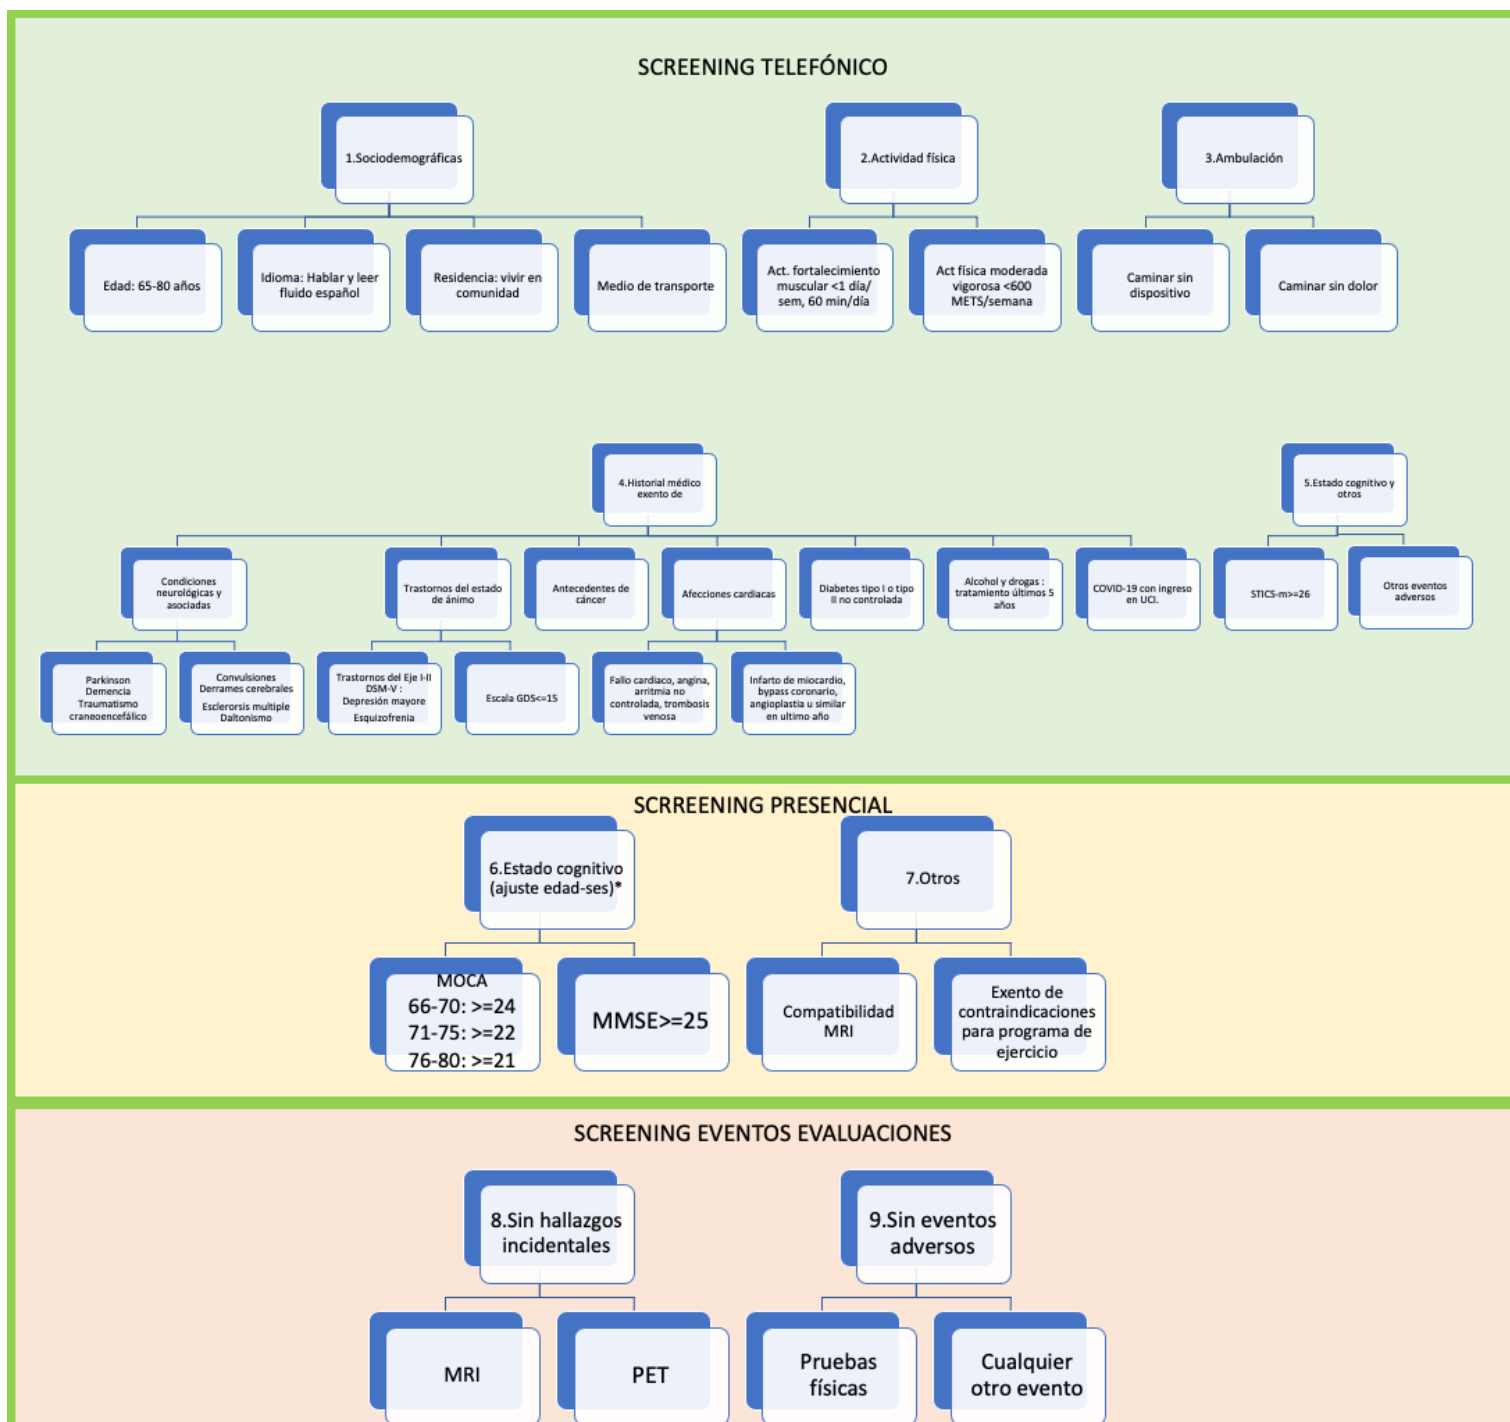 SCREENING TELEFÓNICO
1.Sociodemográficas
2.Actividad física
3.Ambulación
Edad: 65-80 años
Idioma: Hablar y leer
fluido español
Residencia: vivir en
comunidad
Medio de transporte
Act. fortalecimiento
muscular <1 día/
sem, 60 min/día
Act física moderada
vigorosa <600
METS/semana
Caminar sin
dispositivo
Caminar sin dolor
4.Historial médico
exento de
5.Estado cognitivo y
otros
Condiciones
neurológicas y
asociadas
Trastornos del estado
de ánimo
Antecedentes de
cáncer
Afecciones cardiacas
Diabetes tipo I o tipo
II no controlada
Alcohol y drogas :
tratamiento últimos 5
años
COVID-19 con ingreso
en UCI.
STICS-m>=26
Otros eventos
adversos
Parkinson
Demencia
Traumatismo
craneoencefálico
Convulsiones
Derrames cerebrales
Esclerorsis multiple
Daltonismo
Trastornos del Eje I-II
DSM-V :
Depresión mayore
Esquizofrenia
Escala GDS<=15
Fallo cardiaco, angina,
arritmia no
controlada, trombosis
venosa
Infarto de miocardio,
bypass coronario,
angioplastia u similar
en ultimo año
SCRREENING PRESENCIAL
6.Estado cognitivo
(ajuste edad-ses)*
7.Otros
MOCA
66-70: >=24
71-75: >=22
76-80: >=21
MMSE>=25
Compatibilidad
MRI
Exento de
contraindicaciones
para programa de
ejercicio
SCREENING EVENTOS EVALUACIONES
8.Sin hallazgos
incidentales
9.Sin eventos
adversos
MRI
PET
Pruebas
físicas
Cualquier
otro evento